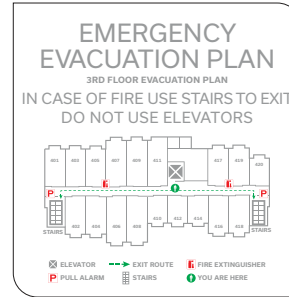 EMERGENCY
EVACUATION PLAN
3RD FLOOR EVACUATION PLAN
IN CASE OF FIRE USE STAIRS TO EXIT
DO NOT USE ELEVATORS
401 403 405 407 409 411 417 419 420
P P
STAIRS 402 404 406 408 410 412 414 416 418 STAIRS
ELEVATOR EXIT ROUTE FIRE EXTINGUISHER
P PULL ALARM STAIRS YOU ARE HERE